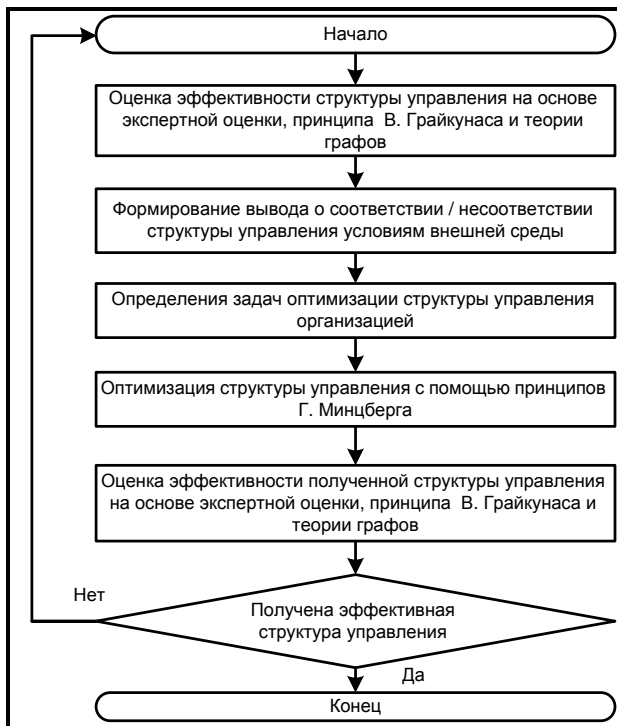 Начало
Оценка эффективности структуры управления на основе
экспертной оценки, принципа В. Грайкунаса и теории
графов
Формирование вывода о соответствии / несоответствии
структуры управления условиям внешней среды
Определения задач оптимизации структуры управления
организацией
Оптимизация структуры управления с помощью принципов
Г. Минцберга
Оценка эффективности полученной структуры управления
на основе экспертной оценки, принципа В. Грайкунаса и
теории графов
Нет
Получена эффективная
структура управления
Да
Конец